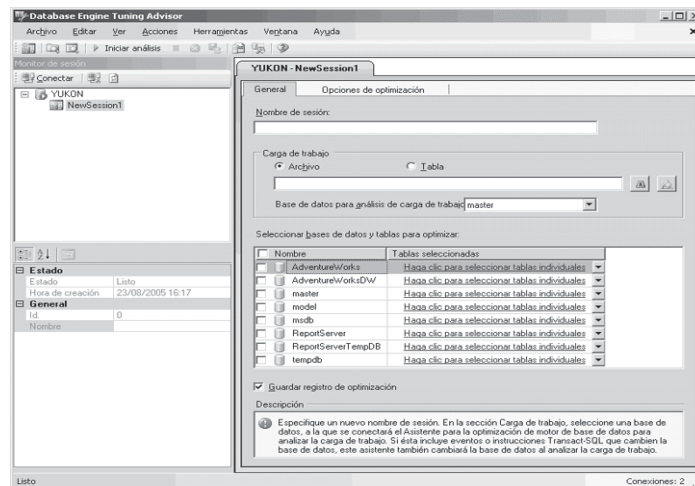 Database Engine Tuning Advisor
Archivo Editar Ver Acciones Herramientas Ventana Ayuda
Iniciar análisis
Monitor de sesión
Conectar
YUKON
NewSession1
Estado
Estado Listo
Hora de creación 23/08/2005 16:17
General
Id. 0
Nombre
YUKON - NewSession1
General Opciones de optimización
Nombre de sesión:
Carga de trabajo
Archivo Tabla
Base de datos para análisis de carga de trabajo master
Seleccionar bases de datos y tablas para optimizar:
Nombre Tablas seleccionadas
AdventureWorks Haga clic para seleccionar tablas individuales
AdventureWorksDW Haga clic para seleccionar tablas individuales
master Haga clic para seleccionar tablas individuales
model Haga clic para seleccionar tablas individuales
msdb Haga clic para seleccionar tablas individuales
ReportServer Haga clic para seleccionar tablas individuales
ReportServerTempDB Haga clic para seleccionar tablas individuales
tempdb Haga clic para seleccionar tablas individuales
Guardar registro de optimización
Descripción
Especifique un nuevo nombre de sesión. En la sección Carga de trabajo, seleccione una base de
datos, a la que se conectará el Asistente para la optimización de motor de base de datos para
analizar la carga de trabajo. Si ésta incluye eventos o instrucciones Transact-SQL que cambien la
base de datos, este asistente también cambiará la base de datos al analizar la carga de trabajo.
Listo Conexiones: 2